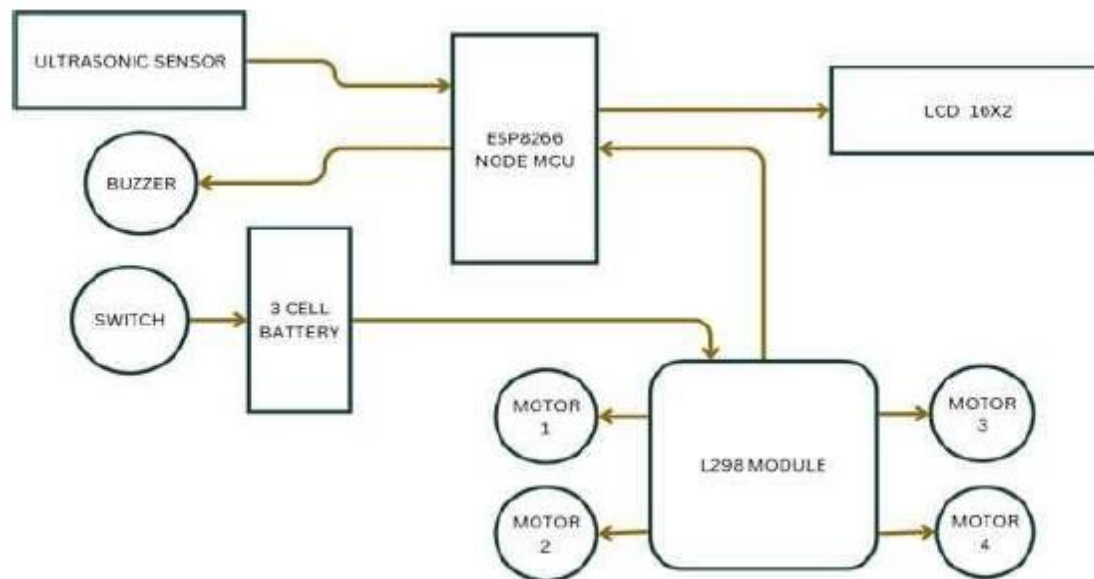 ULTRASONIC SENSOR
ESP8266
NODE MCU
LCD 16X2
BUZZER
SWITCH
3 CELL
BATTERY
MOTOR
1
MOTOR
2
L298 MODULE
MOTOR
3
MOTOR
4